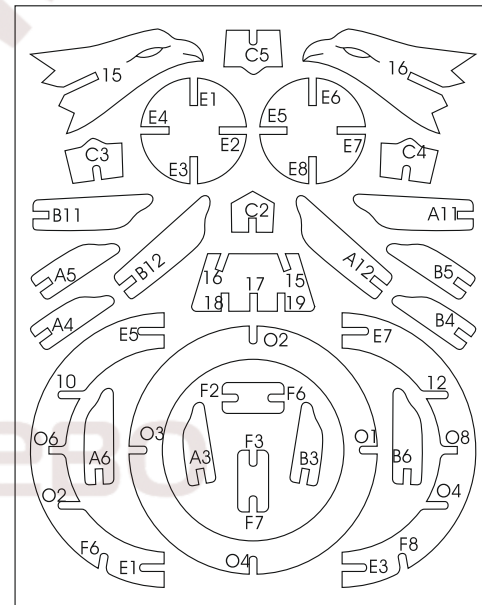 C5
15
16
E1
E6
E4
E2
E5
E7
E3
E8
C3
C4
B11
C2
A11
B12
A12
A5
B5
16
15
18
17
19
A4
B4
E5
O2
E7
10
F2
F6
12
O6
O3
F3
O1
O8
A6
A3
B3
B6
O2
F7
O4
F6
E1
O4
E3
F8